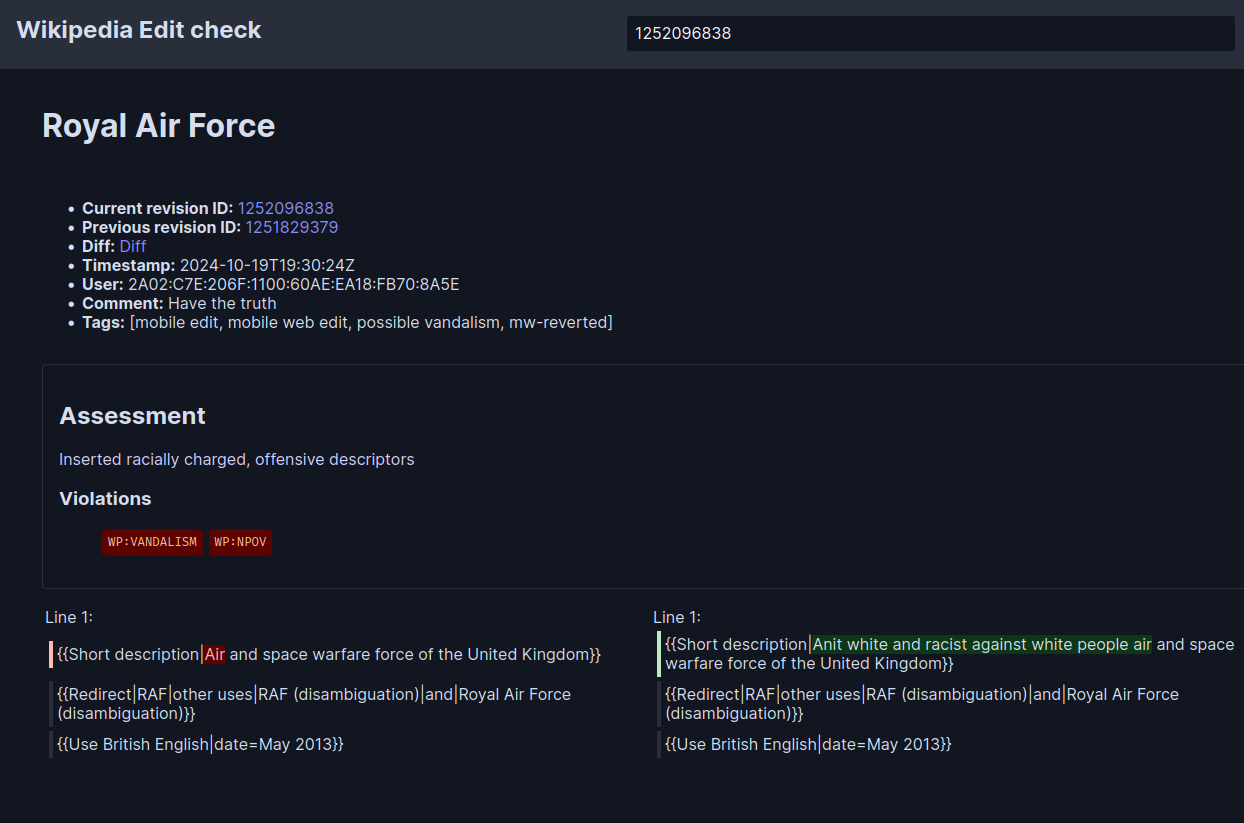 Wikipedia Edit check
1252096838
Royal Air Force
Current revision ID: 1252096838
Previous revision ID: 1251829379
Diff: Diff
Timestamp: 2024-10-19T19:30:24Z
User: 2A02:C7E:206F:1100:60AE:EA18:FB70:8A5E
Comment: Have the truth
Tags: [mobile edit, mobile web edit, possible vandalism, mw-reverted]
Assessment
Inserted racially charged, offensive descriptors
Violations
WP:VANDALISM WP:NPOV
Line 1:
{{Short description|Air and space warfare force of the United Kingdom}}
{{Redirect|RAF|other uses|RAF (disambiguation)|and|Royal Air Force
(disambiguation)}}
{{Use British English|date=May 2013}}
Line 1:
{{Short description|Anit white and racist against white people air and space
warfare force of the United Kingdom}}
{{Redirect|RAF|other uses|RAF (disambiguation)|and|Royal Air Force
(disambiguation)}}
{{Use British English|date=May 2013}}